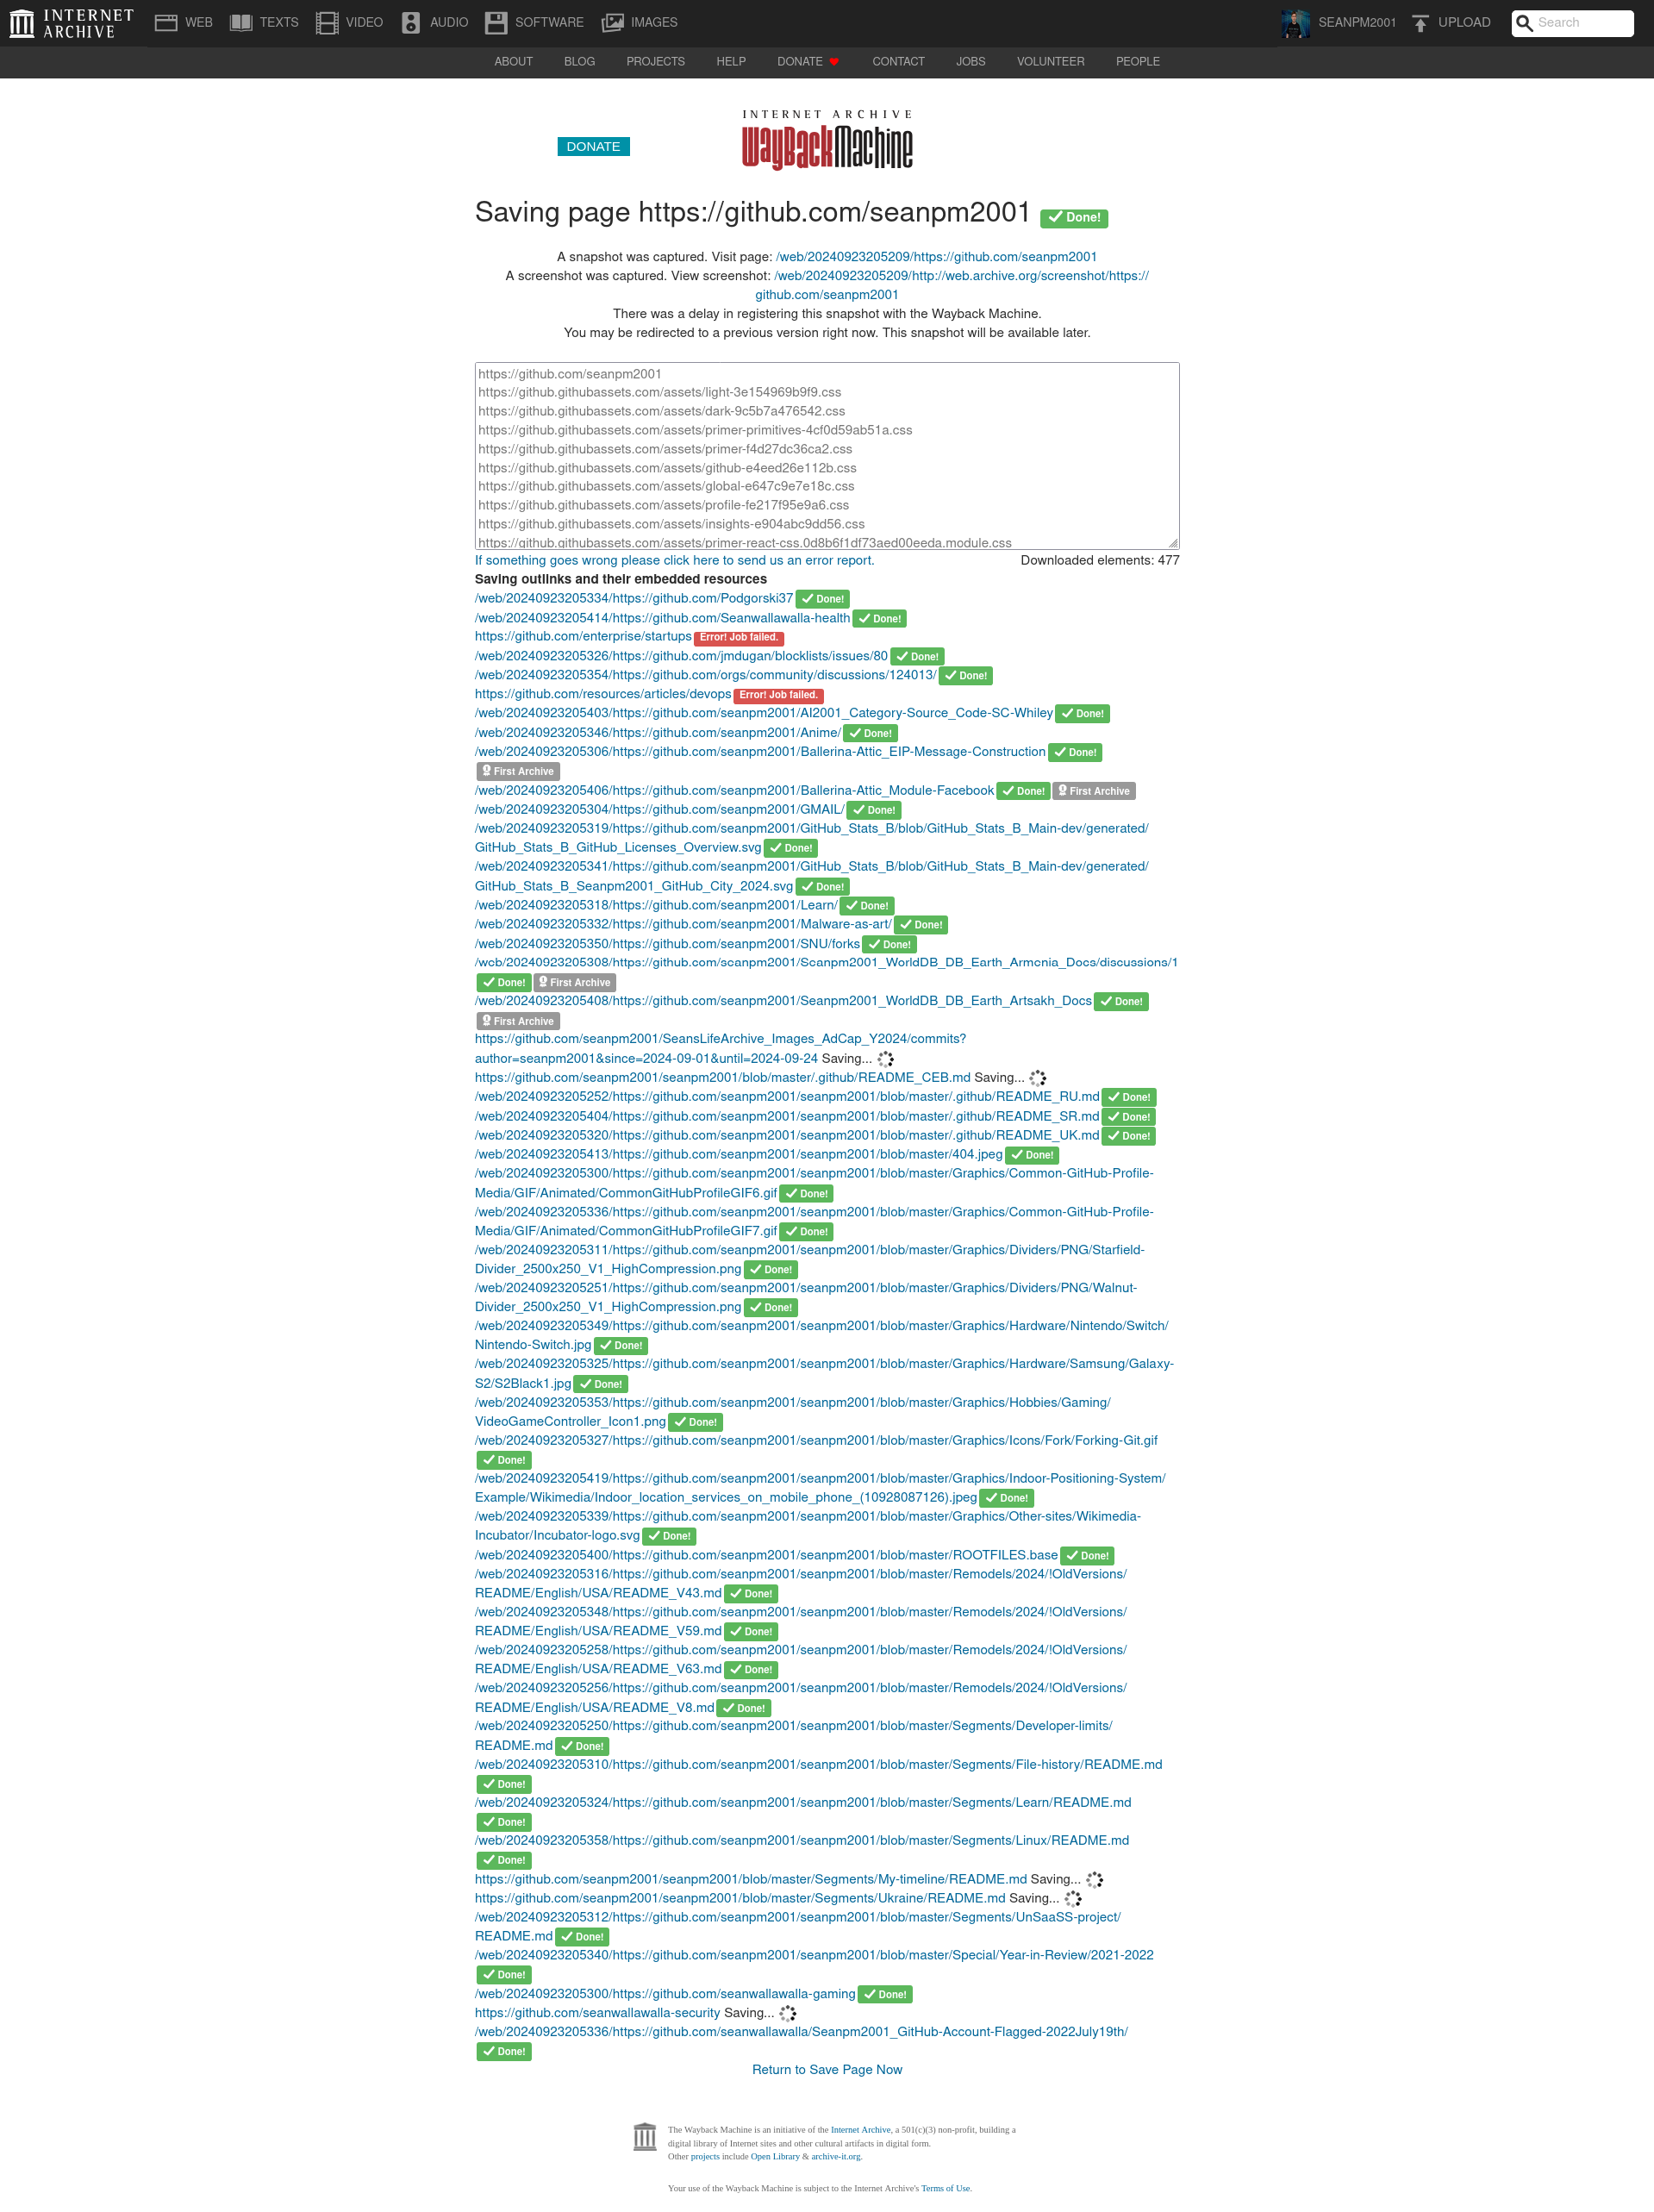 INTERNET ARCHIVE
WEB TEXTS VIDEO AUDIO SOFTWARE IMAGES SEANPM2001 UPLOAD Search
ABOUT BLOG PROJECTS HELP DONATE CONTACT JOBS VOLUNTEER PEOPLE
INTERNET ARCHIVE
DONATE WayBackMachine
Saving page https://github.com/seanpm2001 Done!
A snapshot was captured. Visit page: /web/20240923205209/https://github.com/seanpm2001
A screenshot was captured. View screenshot: /web/20240923205209/http://web.archive.org/screenshot/https://
github.com/seanpm2001
There was a delay in registering this snapshot with the Wayback Machine.
You may be redirected to a previous version right now. This snapshot will be available later.
https://github.com/seanpm2001
https://github.githubassets.com/assets/light-3e154969b9f9.css
https://github.githubassets.com/assets/dark-9c5b7a476542.css
https://github.githubassets.com/assets/primer-primitives-4cf0d59ab51a.css
https://github.githubassets.com/assets/primer-f4d27dc36ca2.css
https://github.githubassets.com/assets/github-e4eed26e112b.css
https://github.githubassets.com/assets/global-e647c9e7e18c.css
https://github.githubassets.com/assets/profile-fe217f95e9a6.css
https://github.githubassets.com/assets/insights-e904abc9dd56.css
https://github.githubassets.com/assets/primer-react-css.0d8b6f1df73aed00eeda.module.css
If something goes wrong please click here to send us an error report. Downloaded elements: 477
Saving outlinks and their embedded resources
/web/20240923205334/https://github.com/Podgorski37 Done!
/web/20240923205414/https://github.com/Seanwallawalla-health Done!
https://github.com/enterprise/startups Error! Job failed.
/web/20240923205326/https://github.com/jmdugan/blocklists/issues/80 Done!
/web/20240923205354/https://github.com/orgs/community/discussions/124013/ Done!
https://github.com/resources/articles/devops Error! Job failed.
/web/20240923205403/https://github.com/seanpm2001/AI2001_Category-Source_Code-SC-Whiley Done!
/web/20240923205346/https://github.com/seanpm2001/Anime/ Done!
/web/20240923205306/https://github.com/seanpm2001/Ballerina-Attic_EIP-Message-Construction Done!
First Archive
/web/20240923205406/https://github.com/seanpm2001/Ballerina-Attic_Module-Facebook Done! First Archive
/web/20240923205304/https://github.com/seanpm2001/GMAIL/ Done!
/web/20240923205319/https://github.com/seanpm2001/GitHub_Stats_B/blob/GitHub_Stats_B_Main-dev/generated/
GitHub_Stats_B_GitHub_Licenses_Overview.svg Done!
/web/20240923205341/https://github.com/seanpm2001/GitHub_Stats_B/blob/GitHub_Stats_B_Main-dev/generated/
GitHub_Stats_B_Seanpm2001_GitHub_City_2024.svg Done!
/web/20240923205318/https://github.com/seanpm2001/Learn/ Done!
/web/20240923205332/https://github.com/seanpm2001/Malware-as-art/ Done!
/web/20240923205350/https://github.com/seanpm2001/SNU/forks Done!
/web/20240923205308/https://github.com/seanpm2001/Seanpm2001_WorldDB_DB_Earth_Armenia_Docs/discussions/1
Done! First Archive
/web/20240923205408/https://github.com/seanpm2001/Seanpm2001_WorldDB_DB_Earth_Artsakh_Docs Done!
First Archive
https://github.com/seanpm2001/SeansLifeArchive_Images_AdCap_Y2024/commits?
author=seanpm2001&since=2024-09-01&until=2024-09-24 Saving...
https://github.com/seanpm2001/seanpm2001/blob/master/.github/README_CEB.md Saving...
/web/20240923205252/https://github.com/seanpm2001/seanpm2001/blob/master/.github/README_RU.md Done!
/web/20240923205404/https://github.com/seanpm2001/seanpm2001/blob/master/.github/README_SR.md Done!
/web/20240923205320/https://github.com/seanpm2001/seanpm2001/blob/master/.github/README_UK.md Done!
/web/20240923205413/https://github.com/seanpm2001/seanpm2001/blob/master/404.jpeg Done!
/web/20240923205300/https://github.com/seanpm2001/seanpm2001/blob/master/Graphics/Common-GitHub-Profile-
Media/GIF/Animated/CommonGitHubProfileGIF6.gif Done!
/web/20240923205336/https://github.com/seanpm2001/seanpm2001/blob/master/Graphics/Common-GitHub-Profile-
Media/GIF/Animated/CommonGitHubProfileGIF7.gif Done!
/web/20240923205311/https://github.com/seanpm2001/seanpm2001/blob/master/Graphics/Dividers/PNG/Starfield-
Divider_2500x250_V1_HighCompression.png Done!
/web/20240923205251/https://github.com/seanpm2001/seanpm2001/blob/master/Graphics/Dividers/PNG/Walnut-
Divider_2500x250_V1_HighCompression.png Done!
/web/20240923205349/https://github.com/seanpm2001/seanpm2001/blob/master/Graphics/Hardware/Nintendo/Switch/
Nintendo-Switch.jpg Done!
/web/20240923205325/https://github.com/seanpm2001/seanpm2001/blob/master/Graphics/Hardware/Samsung/Galaxy-
S2/S2Black1.jpg Done!
/web/20240923205353/https://github.com/seanpm2001/seanpm2001/blob/master/Graphics/Hobbies/Gaming/
VideoGameController_Icon1.png Done!
/web/20240923205327/https://github.com/seanpm2001/seanpm2001/blob/master/Graphics/Icons/Fork/Forking-Git.gif
Done!
/web/20240923205419/https://github.com/seanpm2001/seanpm2001/blob/master/Graphics/Indoor-Positioning-System/
Example/Wikimedia/Indoor_location_services_on_mobile_phone_(10928087126).jpeg Done!
/web/20240923205339/https://github.com/seanpm2001/seanpm2001/blob/master/Graphics/Other-sites/Wikimedia-
Incubator/Incubator-logo.svg Done!
/web/20240923205400/https://github.com/seanpm2001/seanpm2001/blob/master/ROOTFILES.base Done!
/web/20240923205316/https://github.com/seanpm2001/seanpm2001/blob/master/Remodels/2024/!OldVersions/
README/English/USA/README_V43.md Done!
/web/20240923205348/https://github.com/seanpm2001/seanpm2001/blob/master/Remodels/2024/!OldVersions/
README/English/USA/README_V59.md Done!
/web/20240923205258/https://github.com/seanpm2001/seanpm2001/blob/master/Remodels/2024/!OldVersions/
README/English/USA/README_V63.md Done!
/web/20240923205256/https://github.com/seanpm2001/seanpm2001/blob/master/Remodels/2024/!OldVersions/
README/English/USA/README_V8.md Done!
/web/20240923205250/https://github.com/seanpm2001/seanpm2001/blob/master/Segments/Developer-limits/
README.md Done!
/web/20240923205310/https://github.com/seanpm2001/seanpm2001/blob/master/Segments/File-history/README.md
Done!
/web/20240923205324/https://github.com/seanpm2001/seanpm2001/blob/master/Segments/Learn/README.md
Done!
/web/20240923205358/https://github.com/seanpm2001/seanpm2001/blob/master/Segments/Linux/README.md
Done!
https://github.com/seanpm2001/seanpm2001/blob/master/Segments/My-timeline/README.md Saving...
https://github.com/seanpm2001/seanpm2001/blob/master/Segments/Ukraine/README.md Saving...
/web/20240923205312/https://github.com/seanpm2001/seanpm2001/blob/master/Segments/UnSaaSS-project/
README.md Done!
/web/20240923205340/https://github.com/seanpm2001/seanpm2001/blob/master/Special/Year-in-Review/2021-2022
Done!
/web/20240923205300/https://github.com/seanwallawalla-gaming Done!
https://github.com/seanwallawalla-security Saving...
/web/20240923205336/https://github.com/seanwallawalla/Seanpm2001_GitHub-Account-Flagged-2022July19th/
Done!
Return to Save Page Now
The Wayback Machine is an initiative of the Internet Archive, a 501(c)(3) non-profit, building a
digital library of Internet sites and other cultural artifacts in digital form.
Other projects include Open Library & archive-it.org.
Your use of the Wayback Machine is subject to the Internet Archive's Terms of Use.